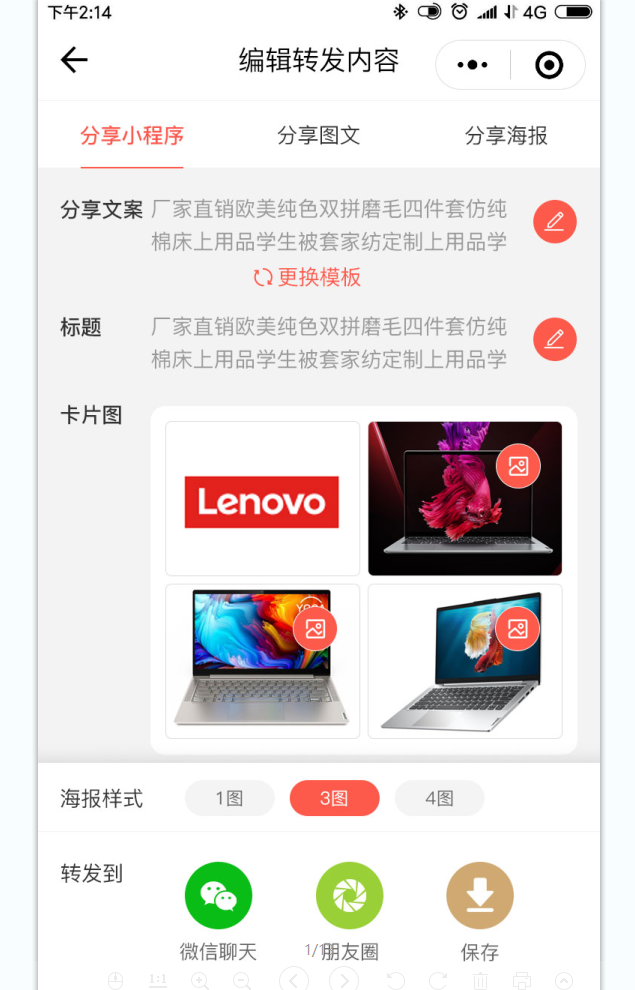 下午2:14
4G
编辑转发内容
分享小程序
分享图文
分享海报
分享文案
厂家直销欧美纯色双拼磨毛四件套仿纯
棉床上用品学生被套家纺定制上用品学
更换模板
标题
厂家直销欧美纯色双拼磨毛四件套仿纯
棉床上用品学生被套家纺定制上用品学
卡片图
Lenovo
海报样式
1图
3图
4图
转发到
微信聊天
朋友圈
保存
1:1